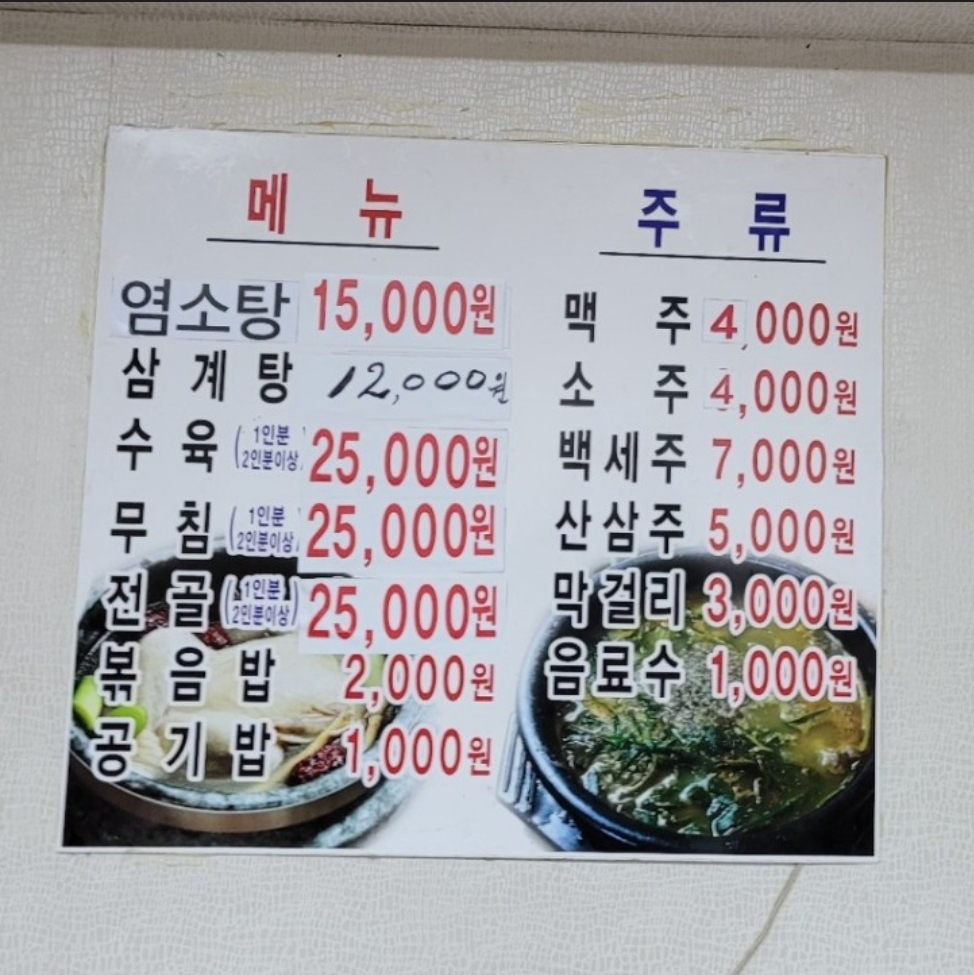 메뉴
염소탕 15,000원
삼계탕 12,000원
수육 (1인분 2인분이상) 25,000원
무침 (1인분 2인분이상) 25,000원
전골 (1인분 2인분이상) 25,000원
볶음밥 2,000원
공기밥 1,000원
주류
맥주 4,000원
소주 4,000원
백세주 7,000원
산삼주 5,000원
막걸리 3,000원
음료수 1,000원